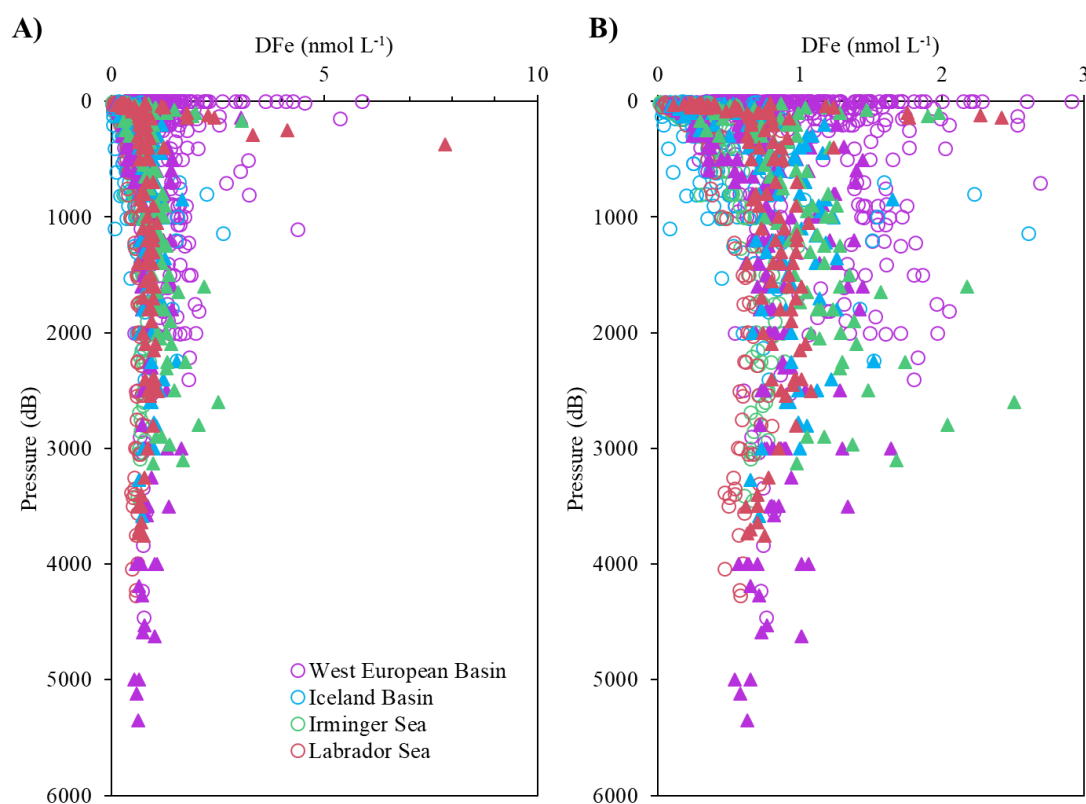 A)
DFe (nmol L⁻¹)
0 5 10
0
1000
2000
3000
4000
5000
6000
Pressure (dB)
West European Basin
Iceland Basin
Irminger Sea
Labrador Sea
B)
DFe (nmol L⁻¹)
0 1 2 3
0
1000
2000
3000
4000
5000
6000
Pressure (dB)